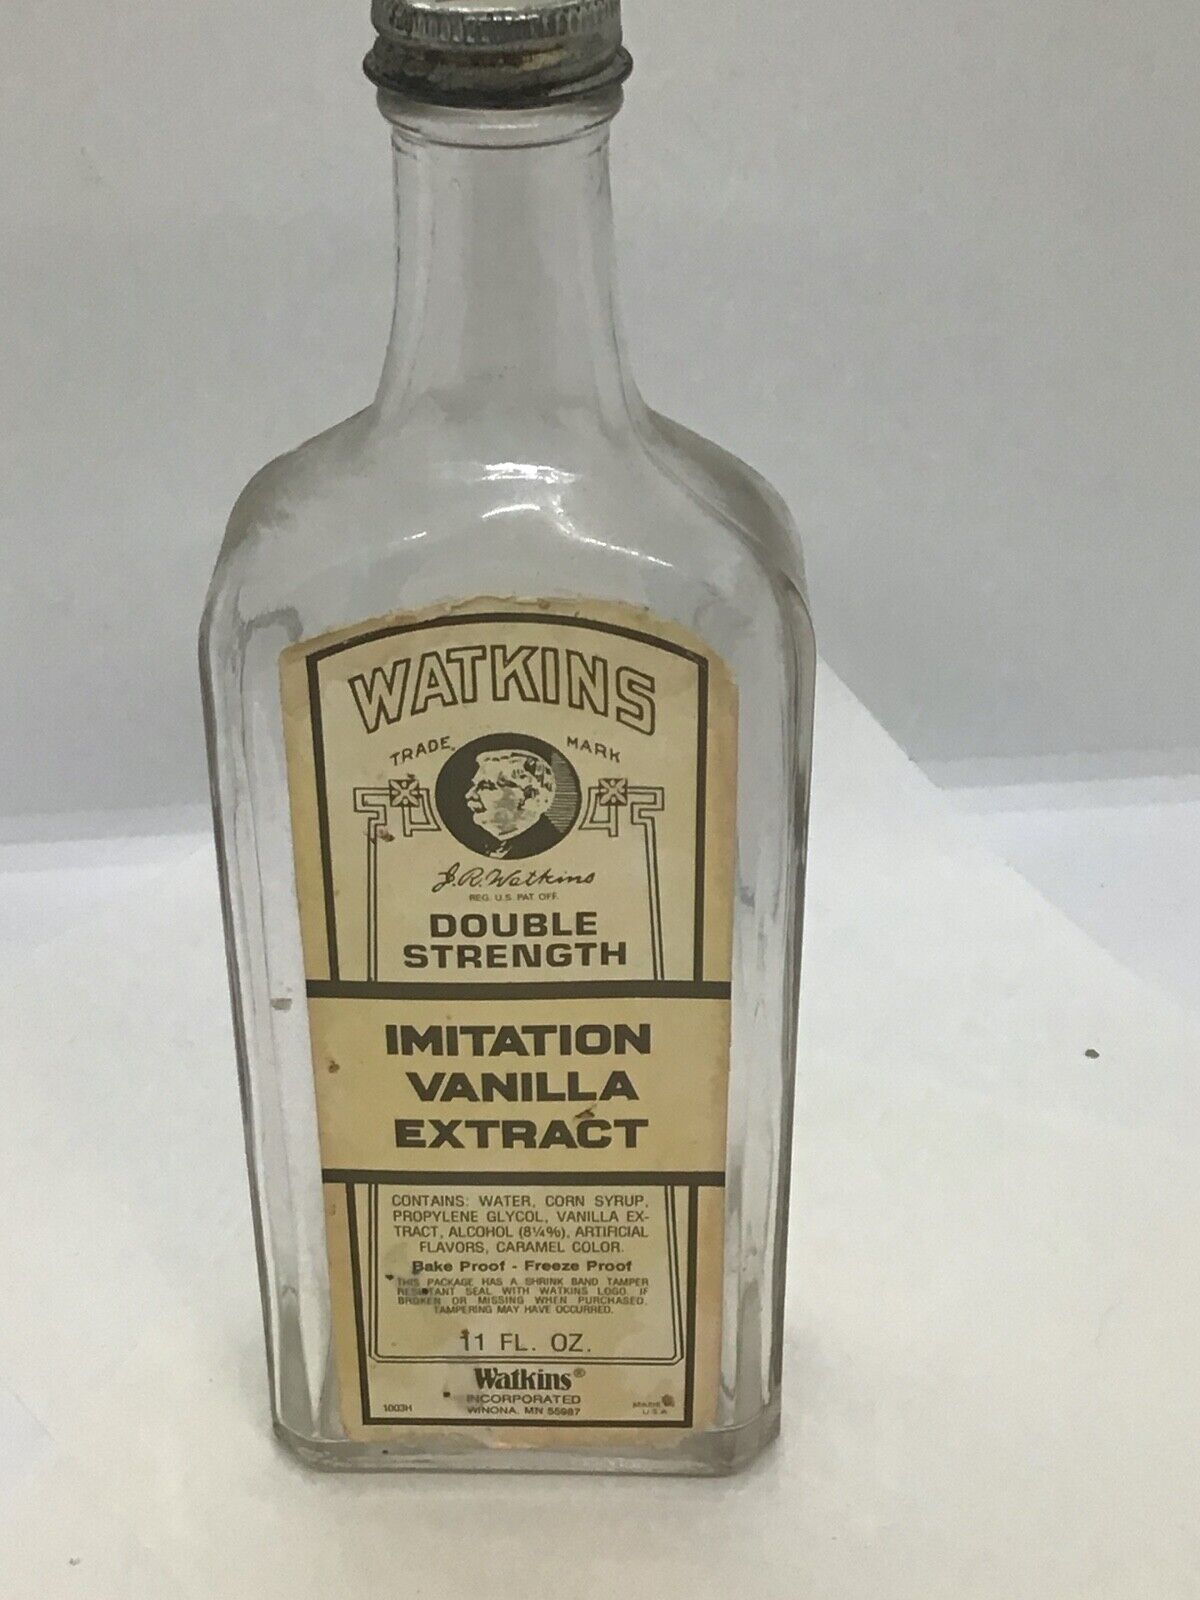 WATKINS
TRADE MARK
J.R. Watkins
REG. U.S. PAT. OFF.
DOUBLE
STRENGTH
IMITATION
VANILLA
EXTRACT
CONTAINS: WATER, CORN SYRUP,
PROPYLENE GLYCOL, VANILLA EX-
TRACT, ALCOHOL (8¼%), ARTIFICIAL
FLAVORS, CARAMEL COLOR.
Bake Proof - Freeze Proof
THIS PACKAGE HAS A SHRINK BAND TAMPER
RESISTANT SEAL WITH WATKINS LOGO. IF
BROKEN OR MISSING WHEN PURCHASED,
TAMPERING MAY HAVE OCCURRED.
11 FL. OZ.
Watkins®
INCORPORATED
1003H WINONA, MN 55987 MADE IN
U.S.A.